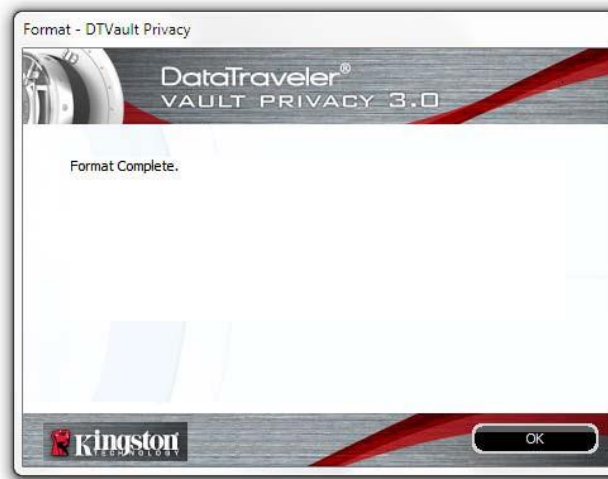 Format - DTVault Privacy
DataTraveler®
VAULT PRIVACY 3.0
Format Complete.
Kingston
TECHNOLOGY
OK